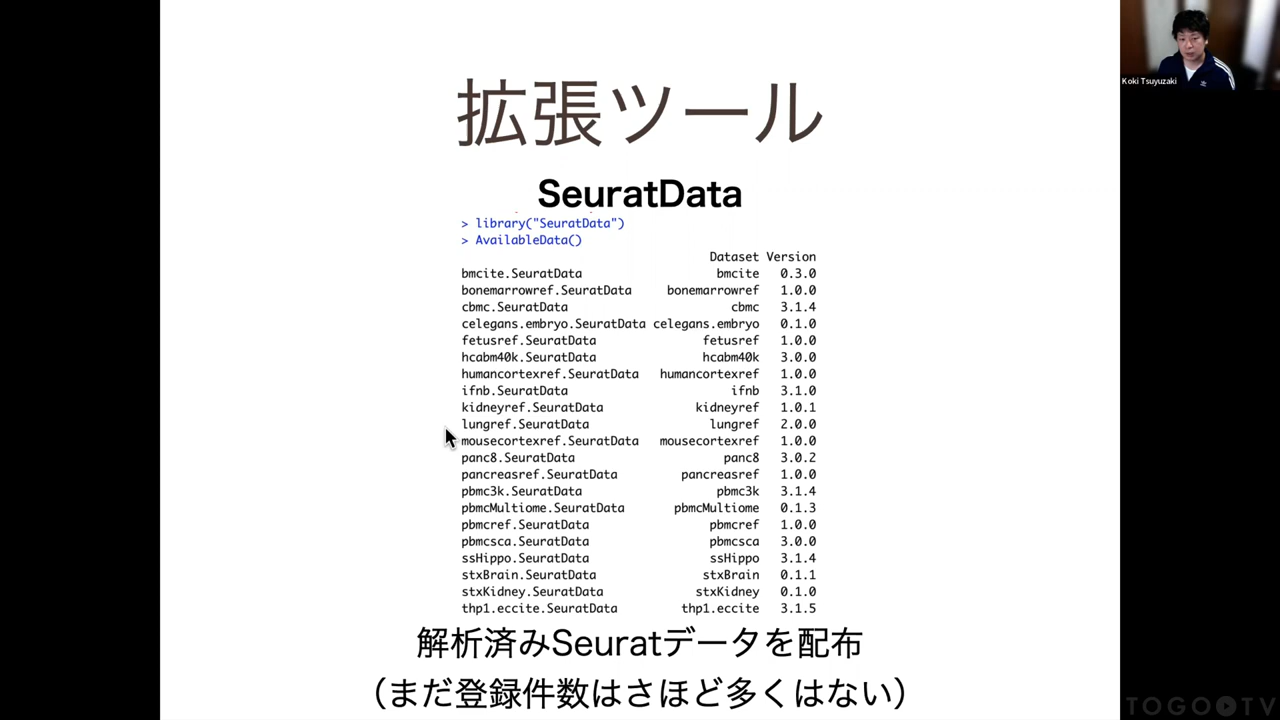 拡張ツール
SeuratData
> library("SeuratData")
> AvailableData()
Dataset Version
bmcite.SeuratData bmcite 0.3.0
bonemarrowref.SeuratData bonemarrowref 1.0.0
cbmc.SeuratData cbmc 3.1.4
celegans.embryo.SeuratData celegans.embryo 0.1.0
fetusref.SeuratData fetusref 1.0.0
hcabm40k.SeuratData hcabm40k 3.0.0
humancortexref.SeuratData humancortexref 1.0.0
ifnb.SeuratData ifnb 3.1.0
kidneyref.SeuratData kidneyref 1.0.1
lungref.SeuratData lungref 2.0.0
mousecortexref.SeuratData mousecortexref 1.0.0
panc8.SeuratData panc8 3.0.2
pancreasref.SeuratData pancreasref 1.0.0
pbmc3k.SeuratData pbmc3k 3.1.4
pbmcMultiome.SeuratData pbmcMultiome 0.1.3
pbmcref.SeuratData pbmcref 1.0.0
pbmcsca.SeuratData pbmcsca 3.0.0
ssHippo.SeuratData ssHippo 3.1.4
stxBrain.SeuratData stxBrain 0.1.1
stxKidney.SeuratData stxKidney 0.1.0
thp1.eccite.SeuratData thp1.eccite 3.1.5
解析済みSeuratデータを配布
（まだ登録件数はさほど多くはない）
Koki Tsuyuzaki
TOGOTV